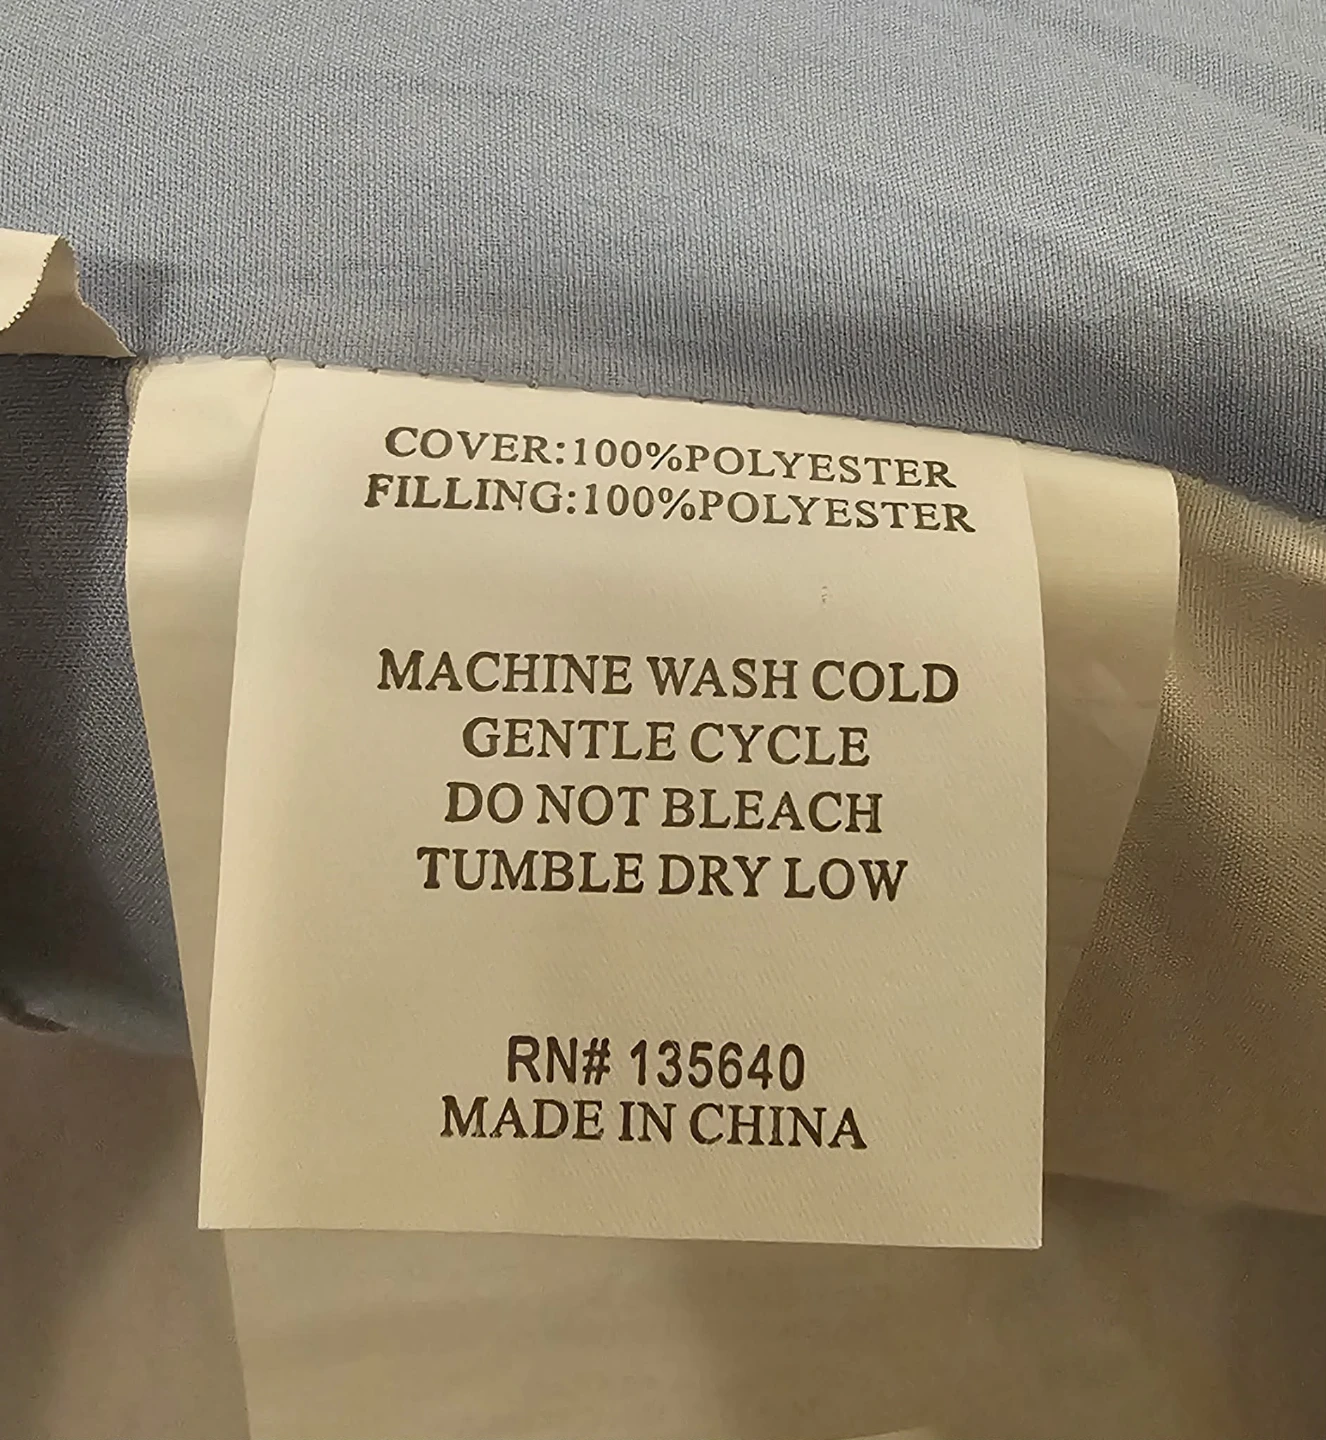 COVER:100%POLYESTER
FILLING:100%POLYESTER
MACHINE WASH COLD
GENTLE CYCLE
DO NOT BLEACH
TUMBLE DRY LOW
RN# 135640
MADE IN CHINA